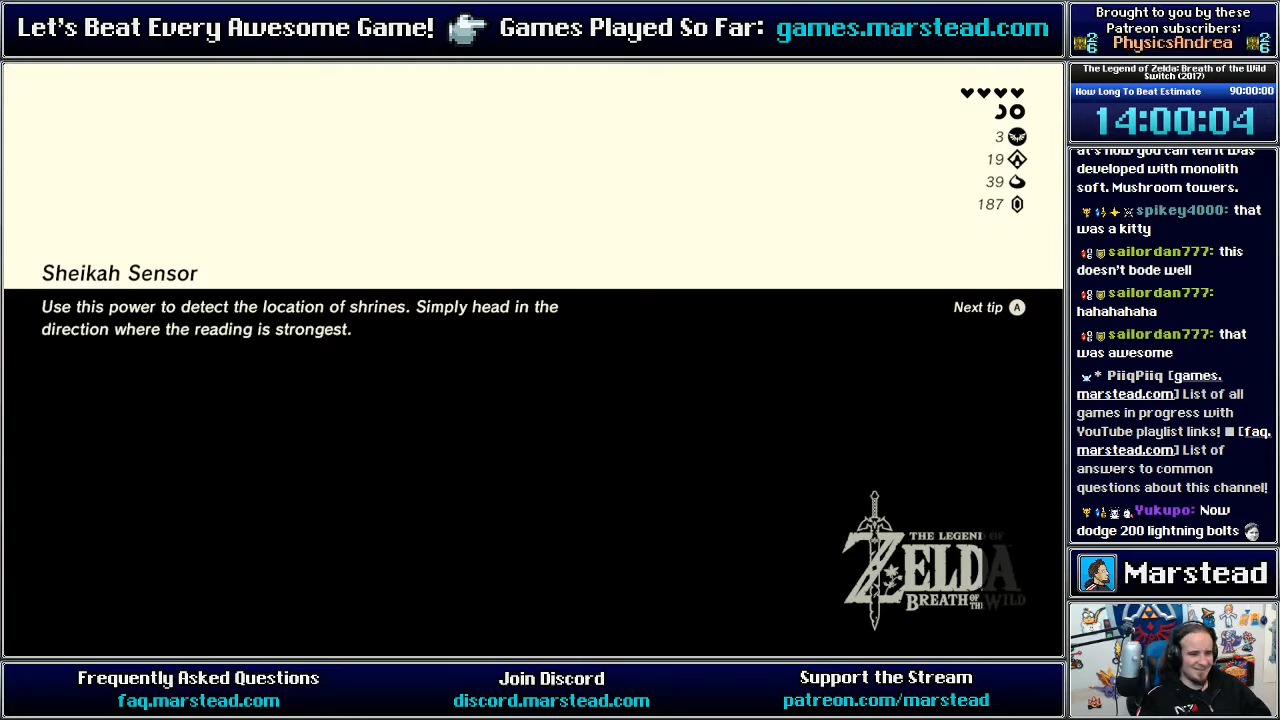 Let's Beat Every Awesome Game!
Games Played So Far: games.marstead.com
Brought to you by these
Patreon subscribers:
PhysicsAndrea
The Legend of Zelda: Breath of the Wild
Switch (2017)
How Long To Beat Estimate 90:00:00
14:00:04
3
19
39
187
Sheikah Sensor
Use this power to detect the location of shrines. Simply head in the
direction where the reading is strongest.
Next tip A
THE LEGEND OF
ZELDA
BREATH OF THE WILD
at's how you can tell it was
developed with monolith
soft. Mushroom towers.
spikey4000: that
was a kitty
sailordan777: this
doesn't bode well
sailordan777:
hahahahaha
sailordan777: that
was awesome
* PiiqPiiq [games.
marstead.com] List of all
games in progress with
YouTube playlist links! ■ [faq.
marstead.com] List of
answers to common
questions about this channel!
Yukupo: Now
dodge 200 lightning bolts
Marstead
Frequently Asked Questions
faq.marstead.com
Join Discord
discord.marstead.com
Support the Stream
patreon.com/marstead